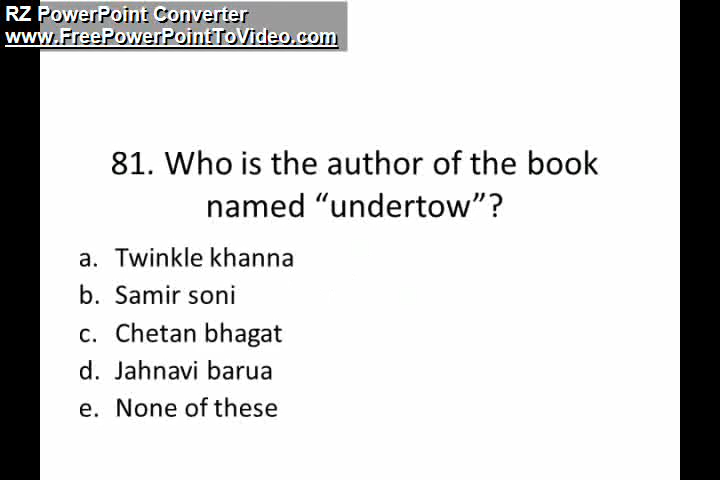 RZ PowerPoint Converter
www.FreePowerPointToVideo.com
81. Who is the author of the book
named “undertow”?
a. Twinkle khanna
b. Samir soni
c. Chetan bhagat
d. Jahnavi barua
e. None of these